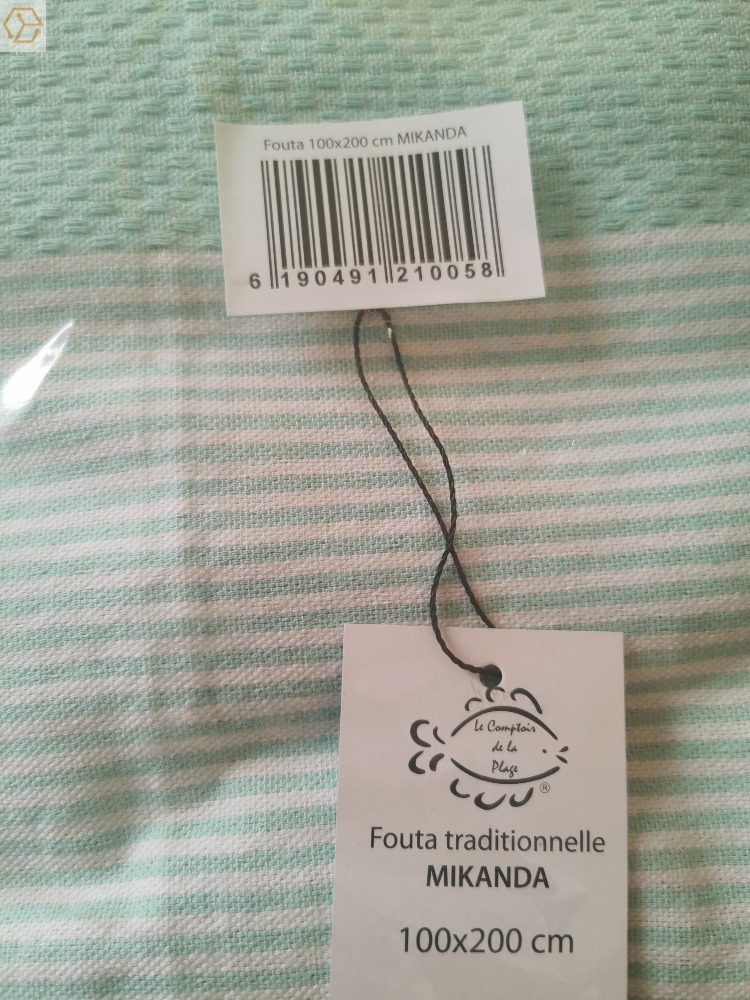 Fouta 100x200 cm MIKANDA
6 190491 210058
Le Comptoir
de la
Plage
®
Fouta traditionnelle
MIKANDA
100x200 cm